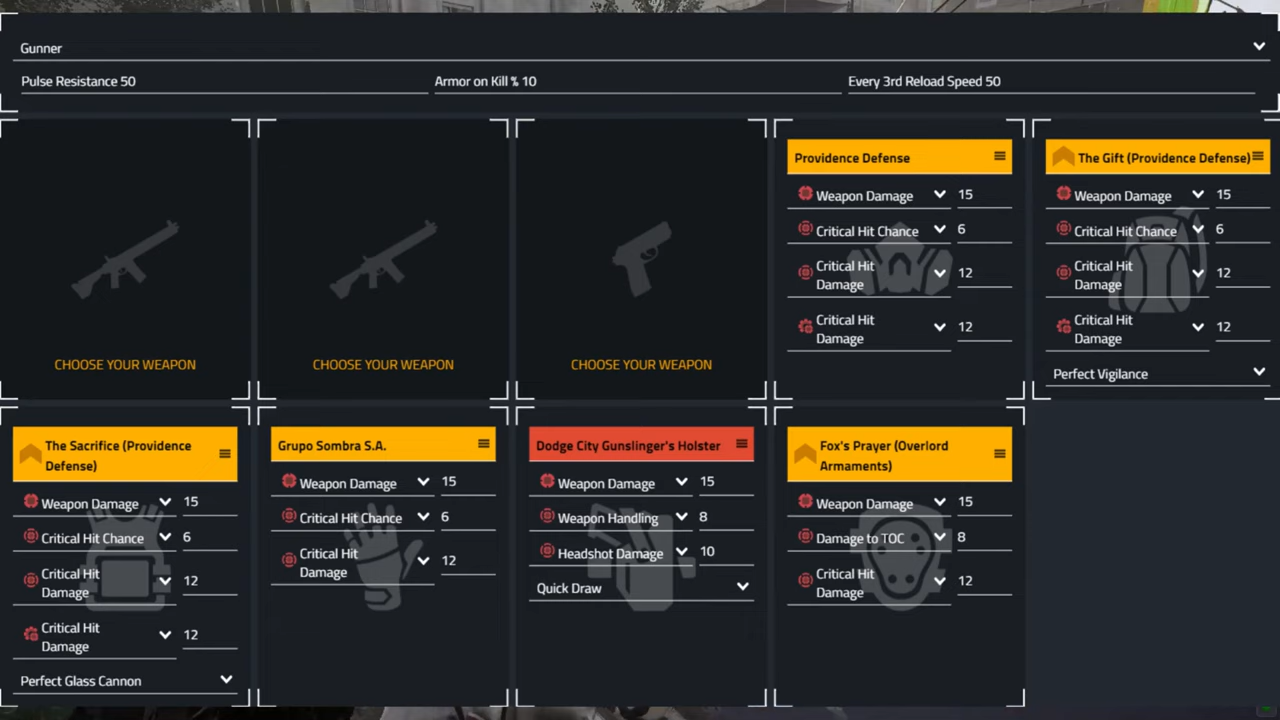 Gunner
Pulse Resistance 50
Armor on Kill % 10
Every 3rd Reload Speed 50
CHOOSE YOUR WEAPON
CHOOSE YOUR WEAPON
CHOOSE YOUR WEAPON
Providence Defense
Weapon Damage 15
Critical Hit Chance 6
Critical Hit
Damage 12
Critical Hit
Damage 12
The Gift (Providence Defense)
Weapon Damage 15
Critical Hit Chance 6
Critical Hit
Damage 12
Critical Hit
Damage 12
Perfect Vigilance
The Sacrifice (Providence
Defense)
Weapon Damage 15
Critical Hit Chance 6
Critical Hit
Damage 12
Critical Hit
Damage 12
Perfect Glass Cannon
Grupo Sombra S.A.
Weapon Damage 15
Critical Hit Chance 6
Critical Hit
Damage 12
Dodge City Gunslinger's Holster
Weapon Damage 15
Weapon Handling 8
Headshot Damage 10
Quick Draw
Fox's Prayer (Overlord
Armaments)
Weapon Damage 15
Damage to TOC 8
Critical Hit
Damage 12